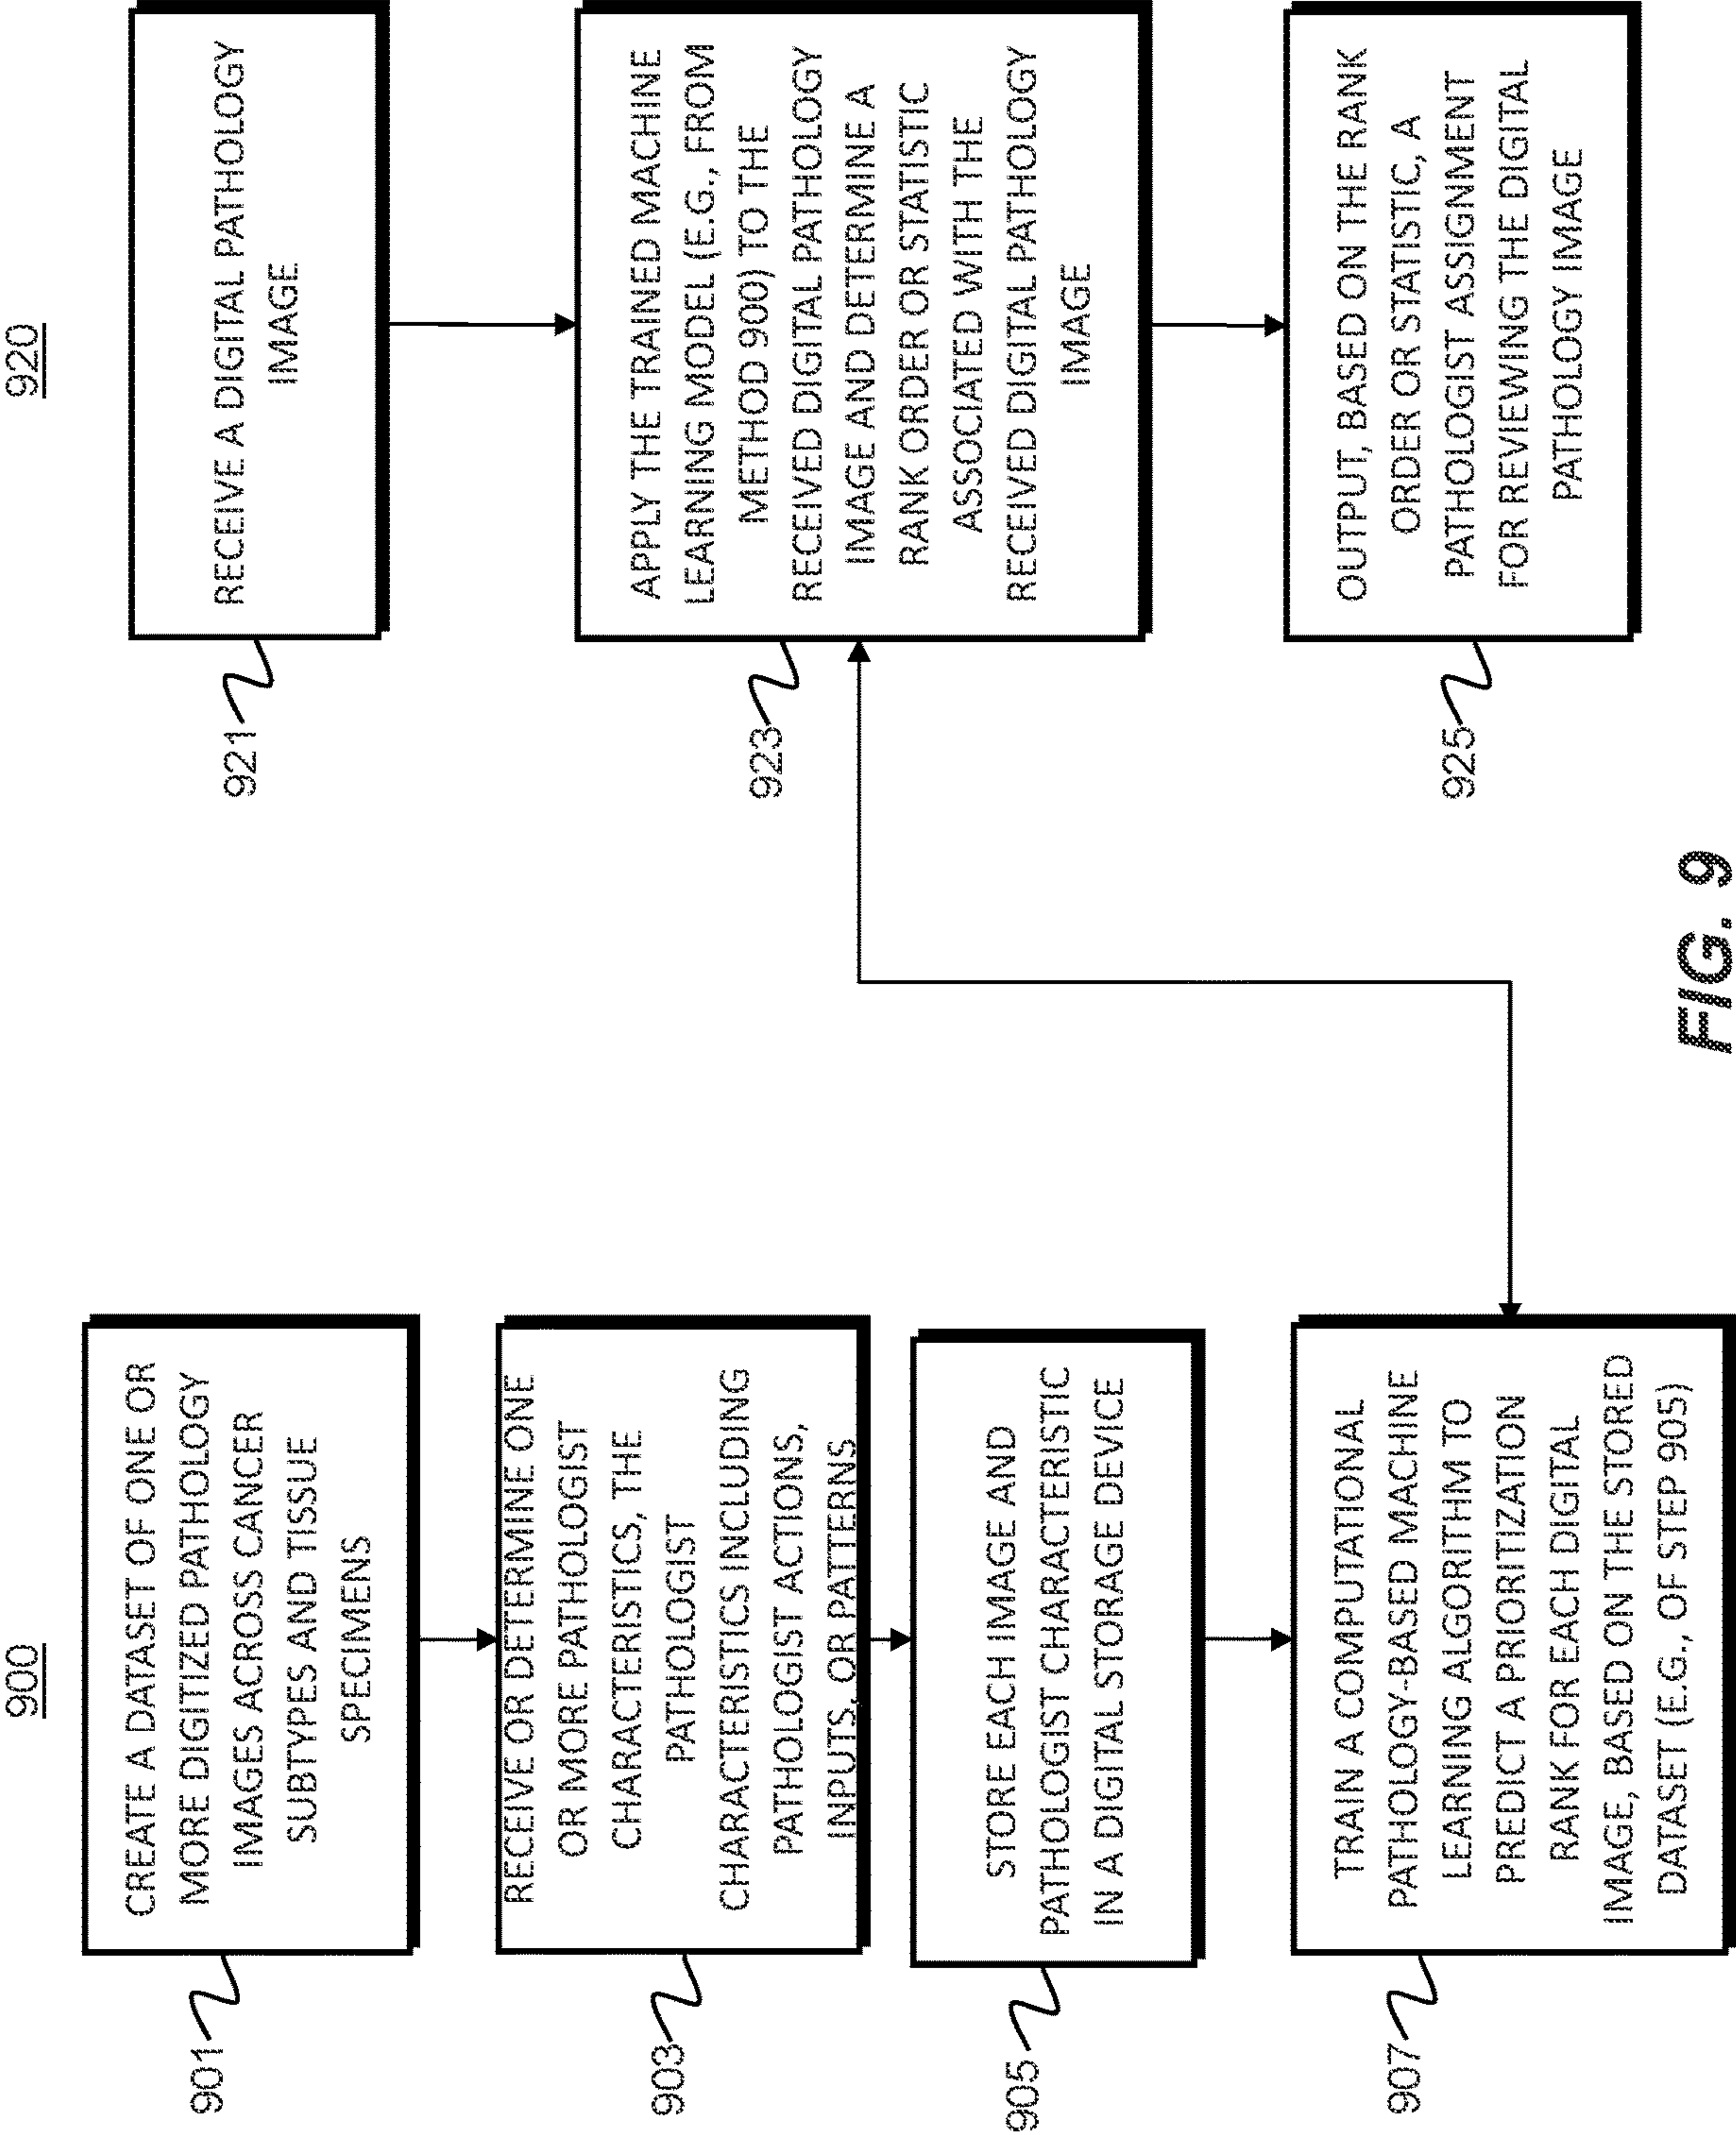 900
901
CREATE A DATASET OF ONE OR
MORE DIGITIZED PATHOLOGY
IMAGES ACROSS CANCER
SUBTYPES AND TISSUE
SPECIMENS
903
RECEIVE OR DETERMINE ONE
OR MORE PATHOLOGIST
CHARACTERISTICS, THE
PATHOLOGIST
CHARACTERISTICS INCLUDING
PATHOLOGIST ACTIONS,
INPUTS, OR PATTERNS
905
STORE EACH IMAGE AND
PATHOLOGIST CHARACTERISTIC
IN A DIGITAL STORAGE DEVICE
907
TRAIN A COMPUTATIONAL
PATHOLOGY-BASED MACHINE
LEARNING ALGORITHM TO
PREDICT A PRIORITIZATION
RANK FOR EACH DIGITAL
IMAGE, BASED ON THE STORED
DATASET (E.G., OF STEP 905)
920
921
RECEIVE A DIGITAL PATHOLOGY
IMAGE
923
APPLY THE TRAINED MACHINE
LEARNING MODEL (E.G., FROM
METHOD 900) TO THE
RECEIVED DIGITAL PATHOLOGY
IMAGE AND DETERMINE A
RANK ORDER OR STATISTIC
ASSOCIATED WITH THE
RECEIVED DIGITAL PATHOLOGY
IMAGE
925
OUTPUT, BASED ON THE RANK
ORDER OR STATISTIC, A
PATHOLOGIST ASSIGNMENT
FOR REVIEWING THE DIGITAL
PATHOLOGY IMAGE
FIG. 9